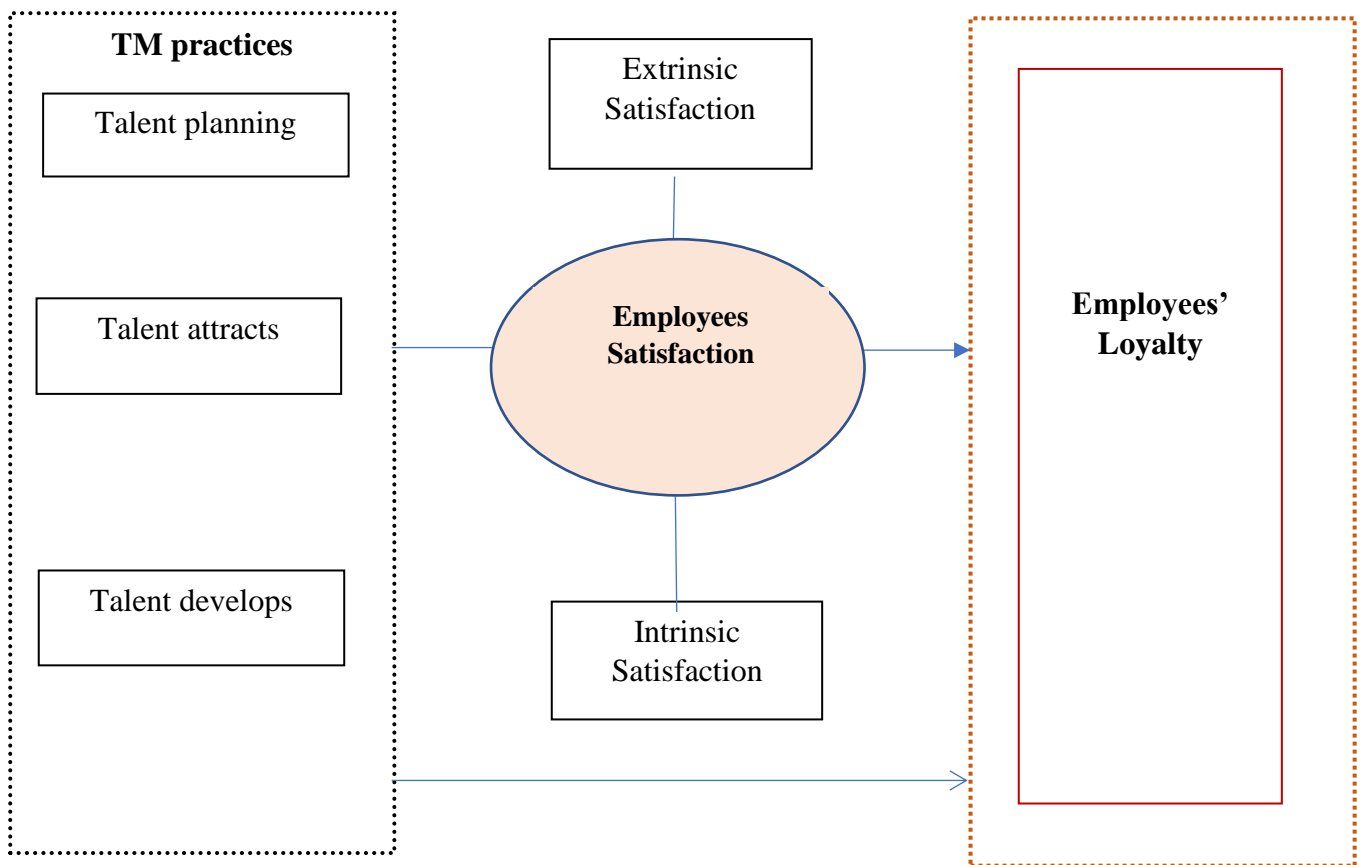 TM practices
Talent planning
Talent attracts
Talent develops
Extrinsic
Satisfaction
Employees
Satisfaction
Intrinsic
Satisfaction
Employees’
Loyalty